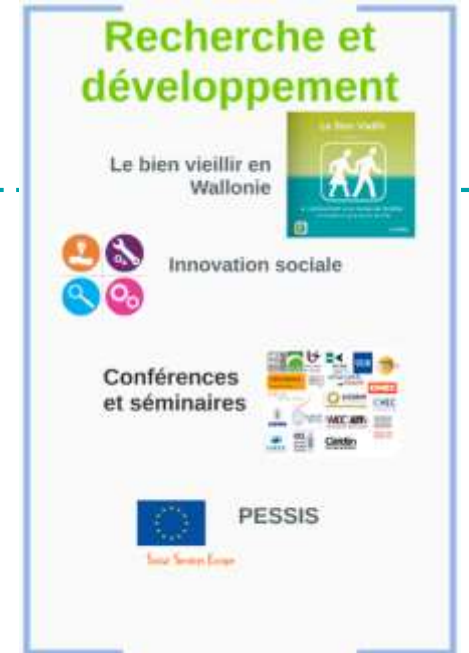 Recherche et
développement
Le Bien Vieillir
Le bien vieillir en
Wallonie
Innovation sociale
Conférences
et séminaires
PESSIS
Social Services Europe